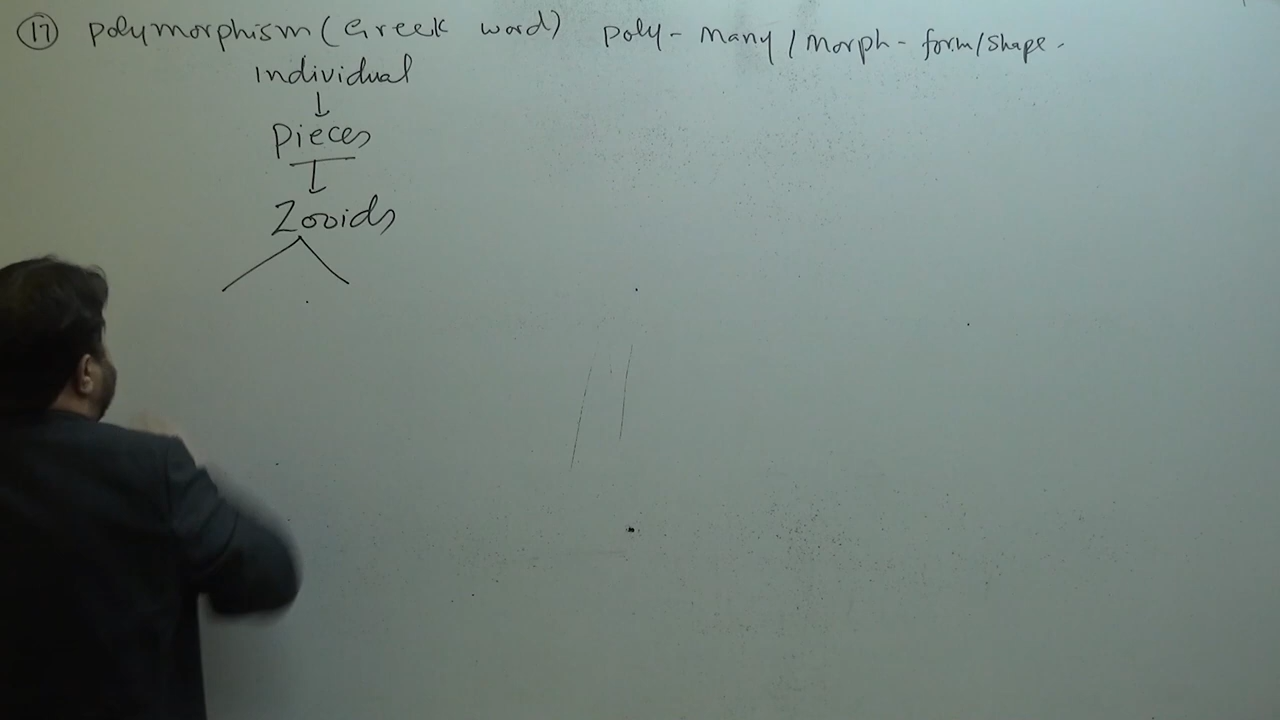 17 Polymorphism (Greek word) Poly - Many / Morph - form/shape.
Individual
Pieces
Zooids